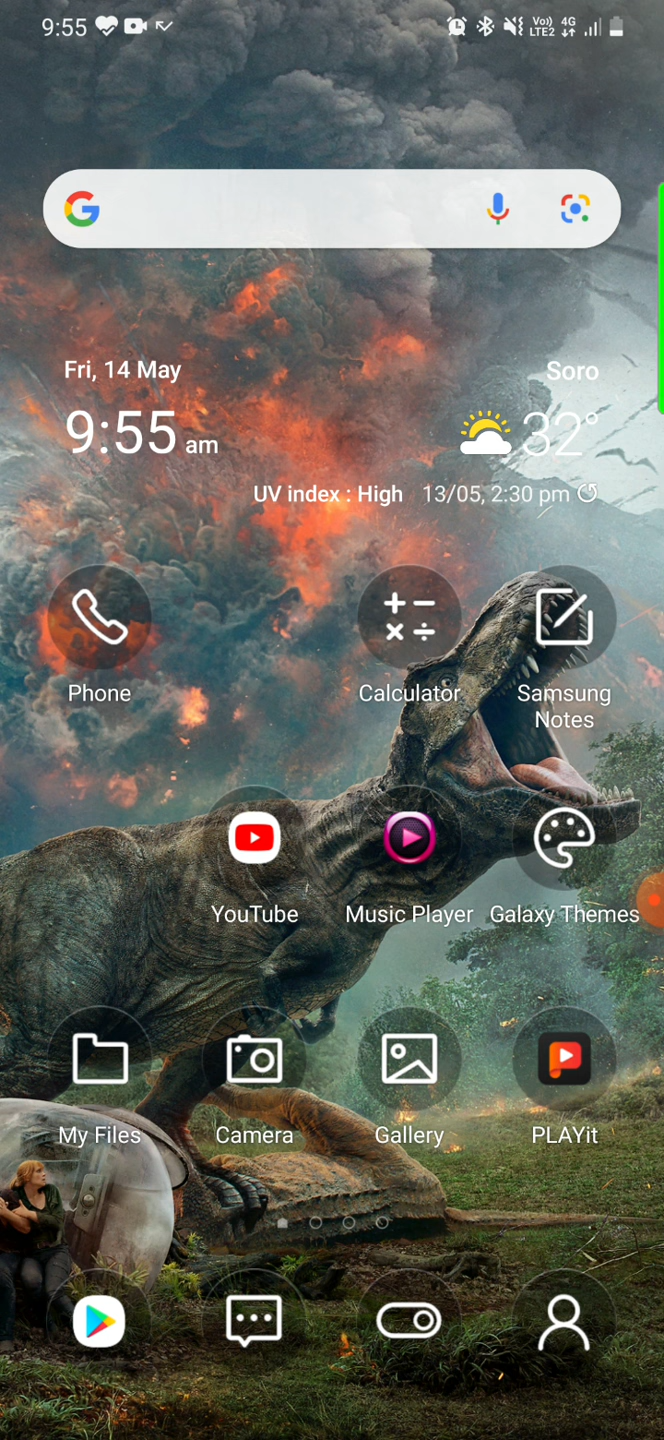 9:55
Vo)) 4G
LTE2
Fri, 14 May
Soro
9:55 am
32°
UV index : High 13/05, 2:30 pm
Phone
Calculator
Samsung
Notes
YouTube
Music Player
Galaxy Themes
My Files
Camera
Gallery
PLAYit